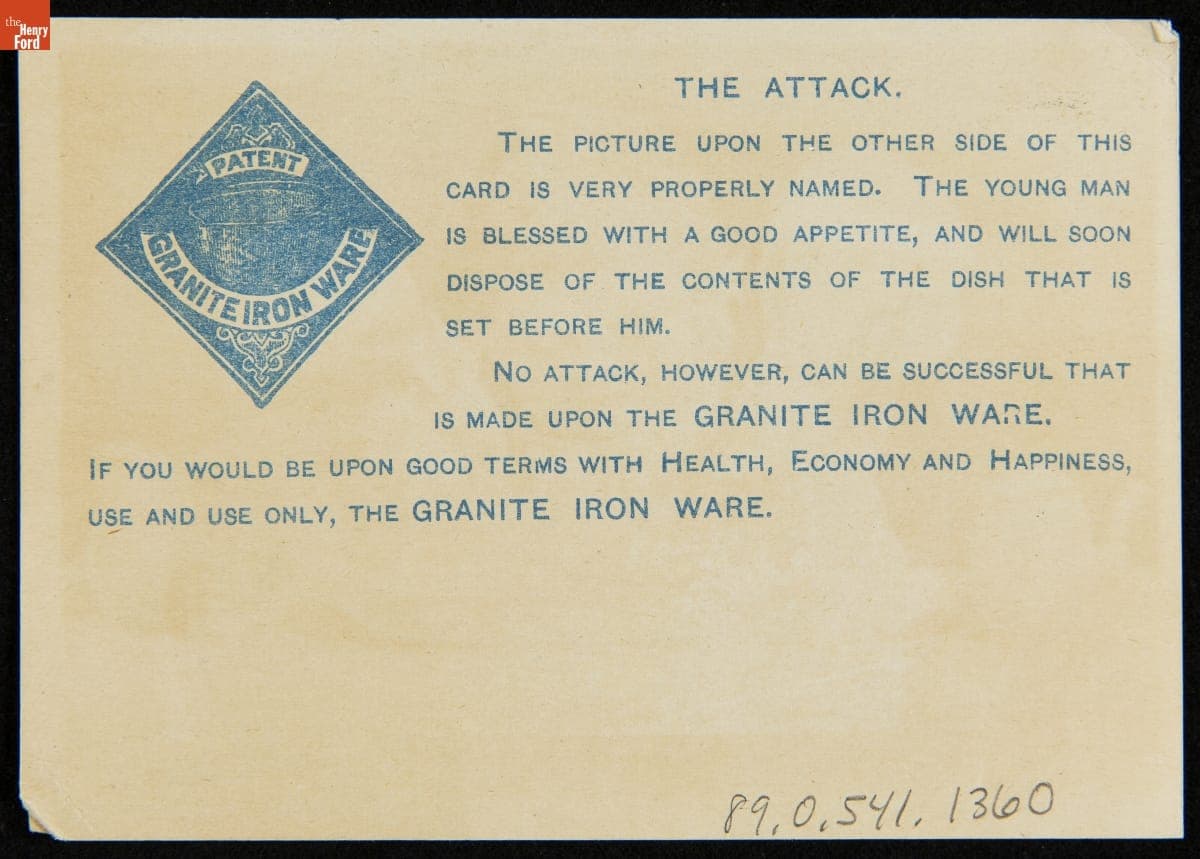 the
Henry
Ford
PATENT
GRANITE IRON WARE
THE ATTACK.
THE PICTURE UPON THE OTHER SIDE OF THIS
CARD IS VERY PROPERLY NAMED. THE YOUNG MAN
IS BLESSED WITH A GOOD APPETITE, AND WILL SOON
DISPOSE OF THE CONTENTS OF THE DISH THAT IS
SET BEFORE HIM.
NO ATTACK, HOWEVER, CAN BE SUCCESSFUL THAT
IS MADE UPON THE GRANITE IRON WARE.
IF YOU WOULD BE UPON GOOD TERMS WITH HEALTH, ECONOMY AND HAPPINESS,
USE AND USE ONLY, THE GRANITE IRON WARE.
89.0.541.1360